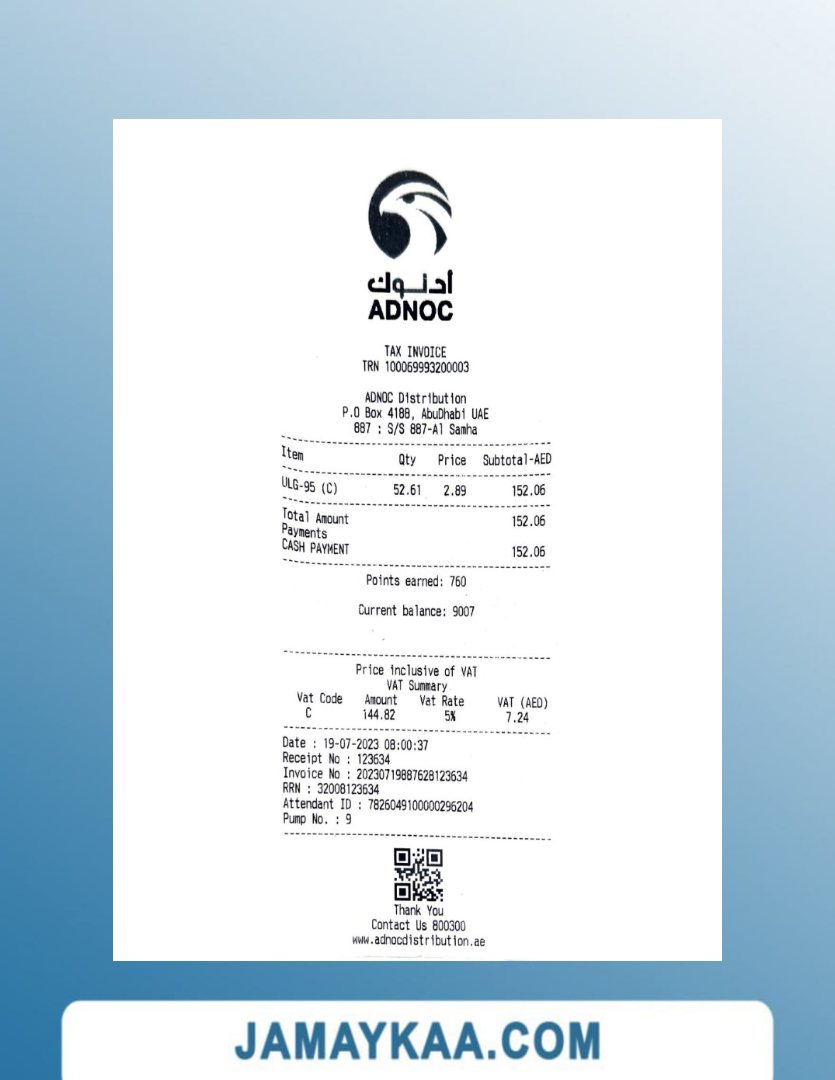 أدنوك
ADNOC
TAX INVOICE
TRN 100069993200003
ADNOC Distribution
P.O Box 4188, AbuDhabi UAE
887 : S/S 887-Al Samha
Item Qty Price Subtotal-AED
ULG-95 (C) 52.61 2.89 152.06
Total Amount 152.06
Payments
CASH PAYMENT 152.06
Points earned: 760
Current balance: 9007
Price inclusive of VAT
VAT Summary
Vat Code Amount Vat Rate VAT (AED)
C 144.82 5% 7.24
Date : 19-07-2023 08:00:37
Receipt No : 123634
Invoice No : 20230719887628123634
RRN : 32008123634
Attendant ID : 7826049100000296204
Pump No. : 9
Thank You
Contact Us 800300
www.adnocdistribution.ae
JAMAYKAA.COM